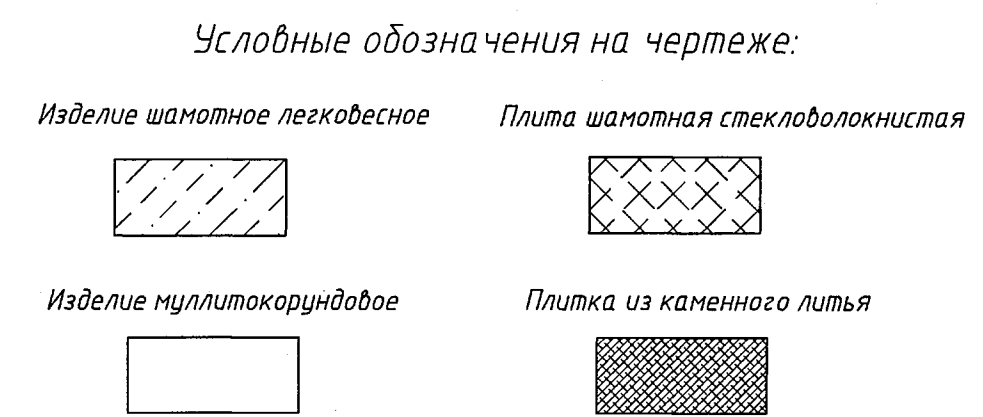 Условные обозначения на чертеже:
Изделие шамотное легковесное
Плита шамотная стекловолокнистая
Изделие муллитокорундовое
Плитка из каменного литья